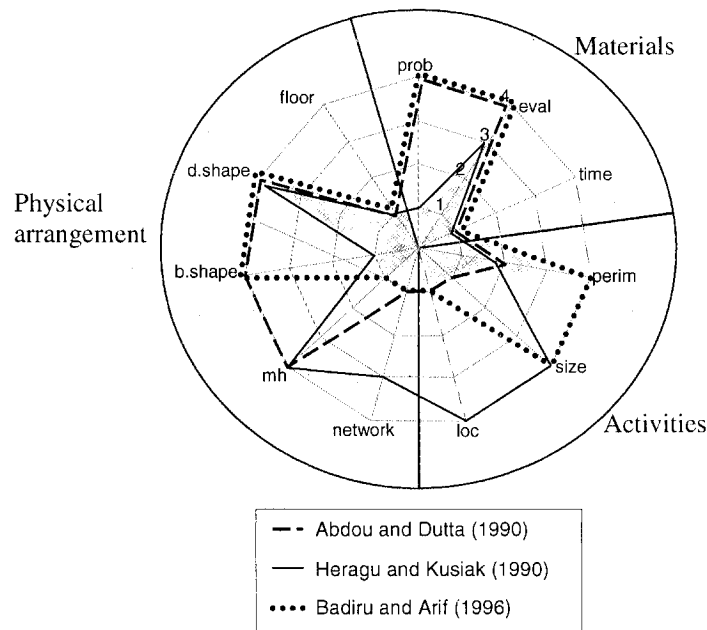 Materials
prob
4
eval
floor
3
d.shape
2
time
1
Physical
arrangement
b.shape
perim
mh
size
network
loc
Activities
Abdou and Dutta (1990)
Heragu and Kusiak (1990)
Badiru and Arif (1996)